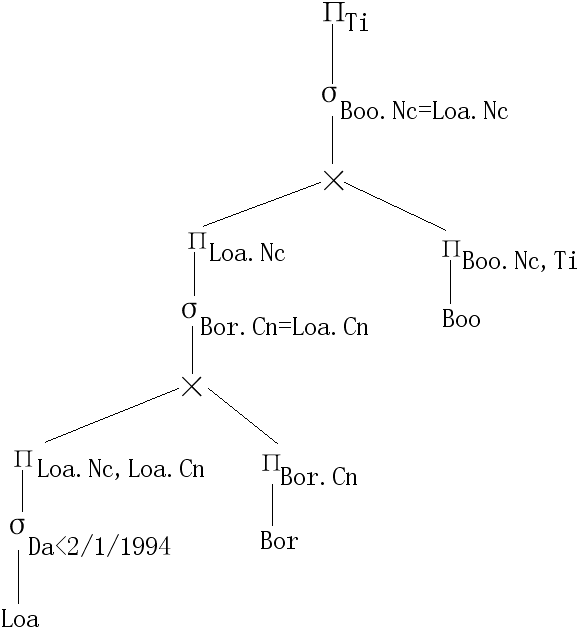 ΠTi
σBoo.Nc=Loa.Nc
×
ΠLoa.Nc
ΠBoo.Nc,Ti
σBor.Cn=Loa.Cn
Boo
×
ΠLoa.Nc,Loa.Cn
ΠBor.Cn
σDa<2/1/1994
Bor
Loa